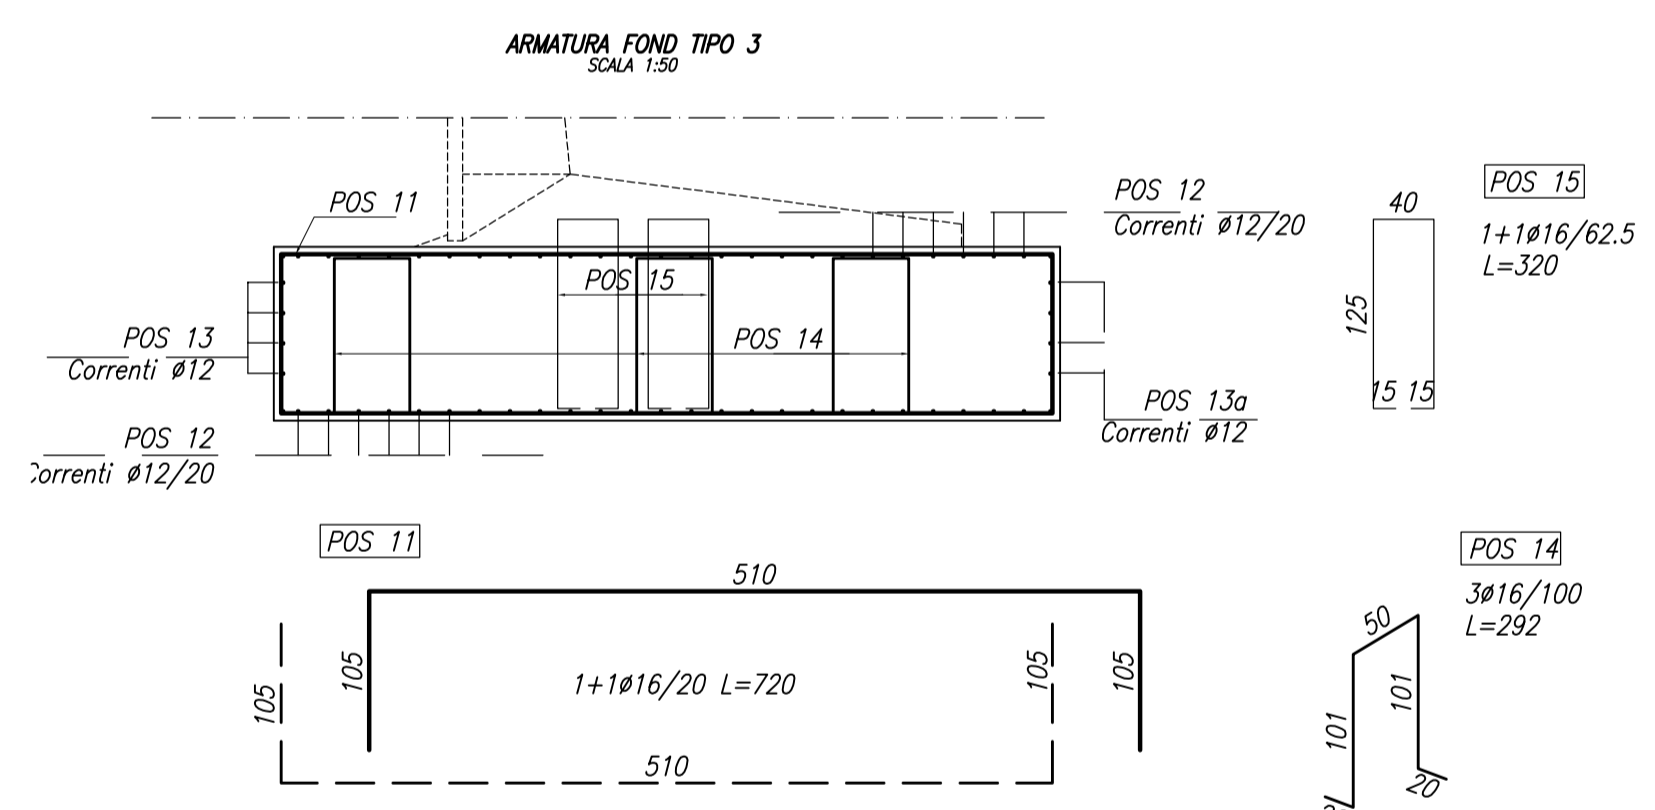 ARMATURA FOND TIPO 3
SCALA 1:50
POS 11
POS 12
Correnti ø12/20
POS 15
40
1+1ø16/62.5
L=320
125
15 15
POS 15
POS 14
POS 13
Correnti ø12
POS 13a
Correnti ø12
POS 12
Correnti ø12/20
POS 11
510
105
105
1+1ø16/20 L=720
105
105
510
POS 14
3ø16/100
L=292
50
101
101
20